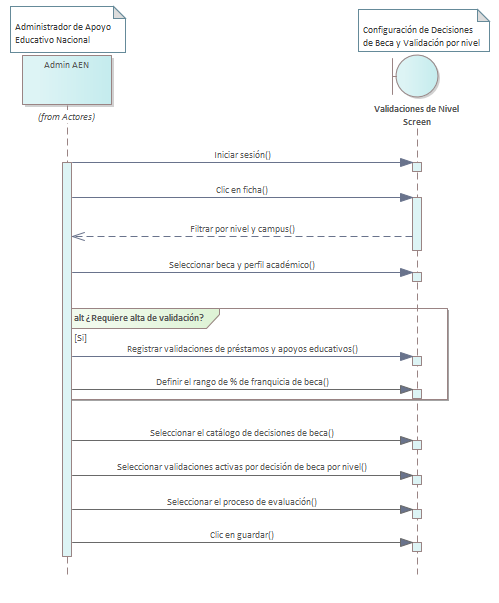 Administrador de Apoyo
Educativo Nacional
Configuración de Decisiones
de Beca y Validación por nivel
Admin AEN
(from Actores)
Validaciones de Nivel
Screen
Iniciar sesión()
Clic en ficha()
Filtrar por nivel y campus()
Seleccionar beca y perfil académico()
alt ¿Requiere alta de validación?
[Sí]
Registrar validaciones de préstamos y apoyos educativos()
Definir el rango de % de franquicia de beca()
Seleccionar el catálogo de decisiones de beca()
Seleccionar validaciones activas por decisión de beca por nivel()
Seleccionar el proceso de evaluación()
Clic en guardar()